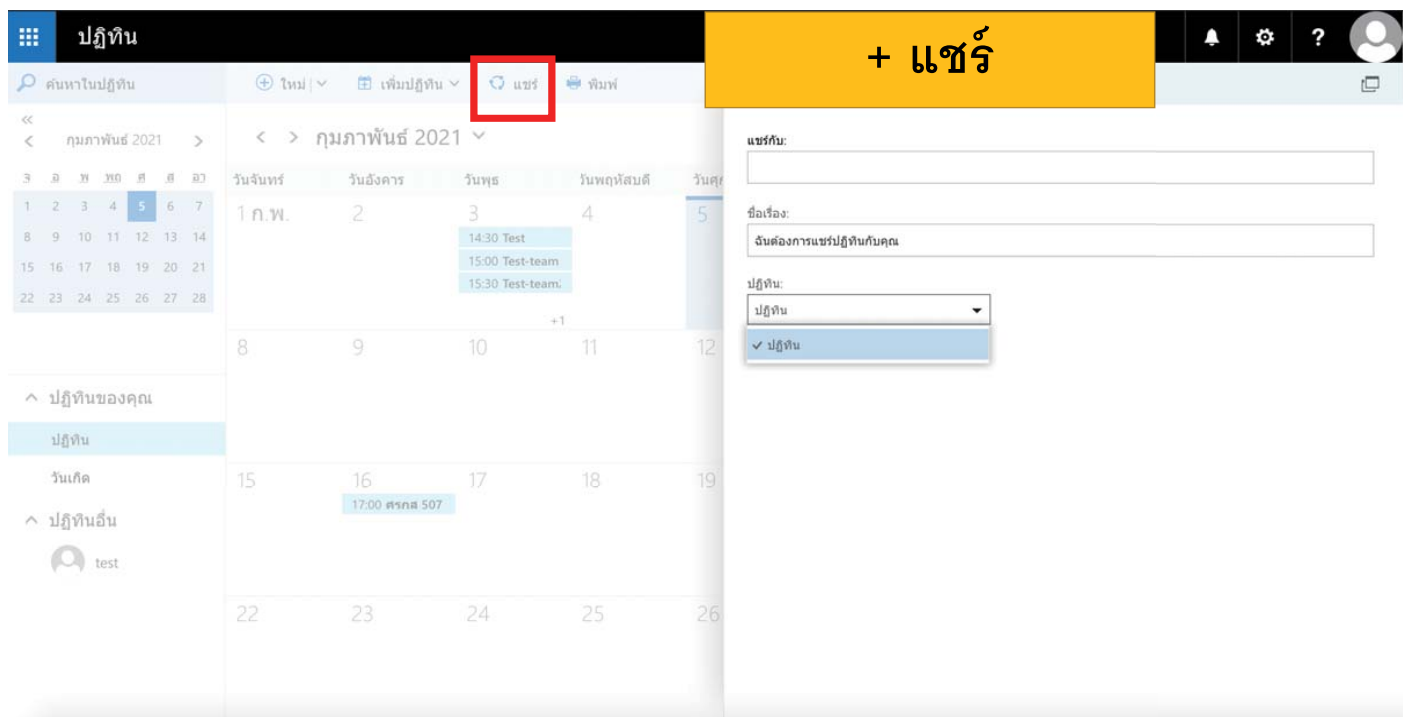 ปฏิทิน
+ แชร์
?
ค้นหาในปฏิทิน
ใหม่ เพิ่มปฏิทิน แชร์ พิมพ์
กุมภาพันธ์ 2021
จ อ พ พฤ ศ ส อา
1 2 3 4 5 6 7
8 9 10 11 12 13 14
15 16 17 18 19 20 21
22 23 24 25 26 27 28
ปฏิทินของคุณ
ปฏิทิน
วันเกิด
ปฏิทินอื่น
test
กุมภาพันธ์ 2021
วันจันทร์ วันอังคาร วันพุธ วันพฤหัสบดี
1 ก.พ. 2 3 4 5
14:30 Test
15:00 Test-team
15:30 Test-team
+1
8 9 10 11 12
15 16 17 18 19
17:00 ศรกส 507
22 23 24 25 26
แชร์กับ:
ชื่อเรื่อง:
ฉันต้องการแชร์ปฏิทินกับคุณ
ปฏิทิน:
ปฏิทิน
ปฏิทิน